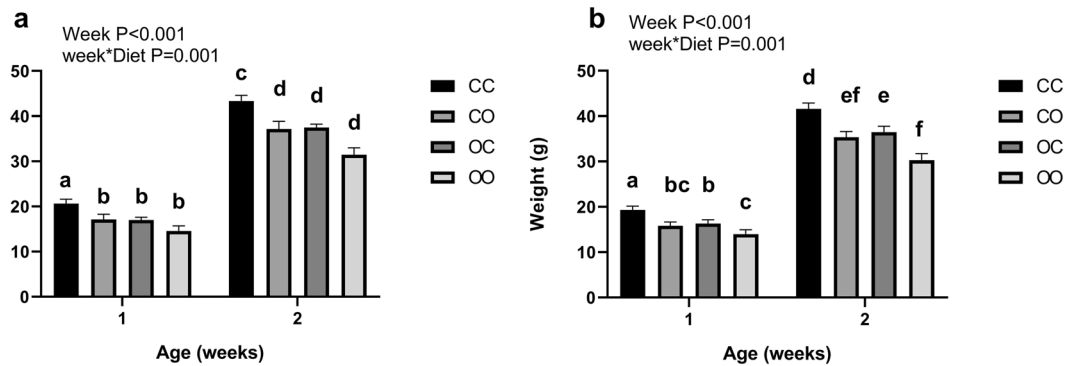 a
Week P<0.001
week*Diet P=0.001
50
40
30
20
10
0
a
b
b
b
c
d
d
d
1
2
Age (weeks)
CC
CO
OC
OO
b
Week P<0.001
week*Diet P=0.001
Weight (g)
50
40
30
20
10
0
a
bc
b
c
d
ef
e
f
1
2
Age (weeks)
CC
CO
OC
OO